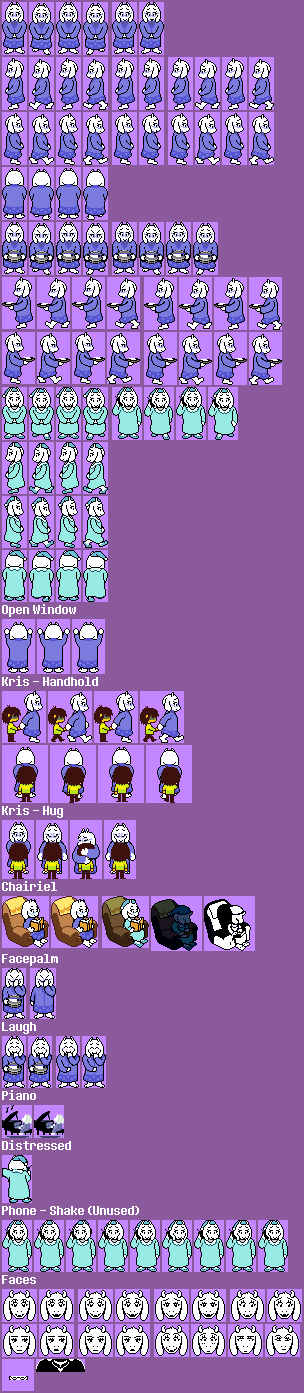 Open Window
Kris - Handhold
Kris - Hug
Chairiel
Facepalm
Laugh
Piano
Distressed
Phone - Shake (Unused)
Faces